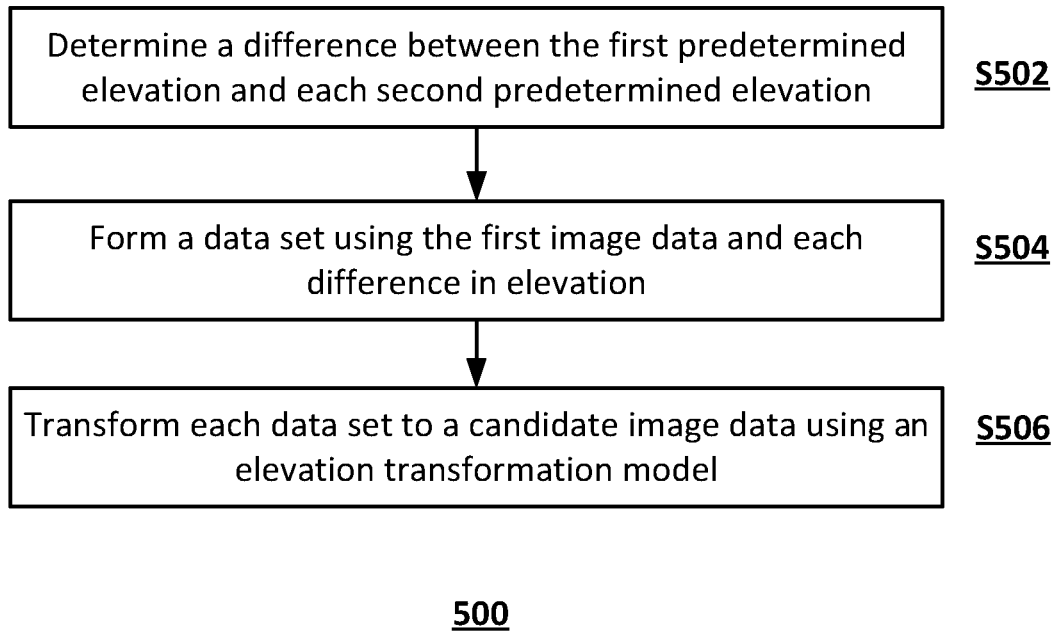 Determine a difference between the first predetermined
elevation and each second predetermined elevation
S502
Form a data set using the first image data and each
difference in elevation
S504
Transform each data set to a candidate image data using an
elevation transformation model
S506
500